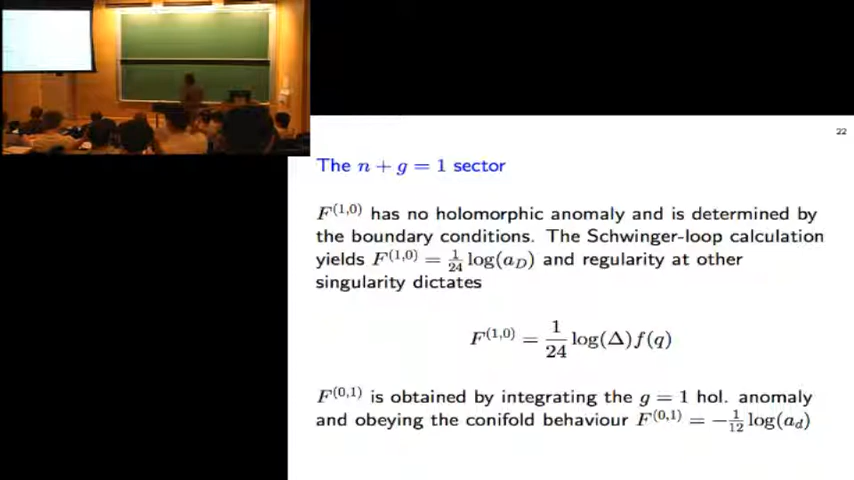 22
The n + g = 1 sector
F^{(1,0)} has no holomorphic anomaly and is determined by
the boundary conditions. The Schwinger-loop calculation
yields F^{(1,0)} = \frac{1}{24} log(a_D) and regularity at other
singularity dictates
F^{(1,0)} = \frac{1}{24} log(Δ)f(q)
F^{(0,1)} is obtained by integrating the g = 1 hol. anomaly
and obeying the conifold behaviour F^{(0,1)} = -\frac{1}{12} log(a_d)